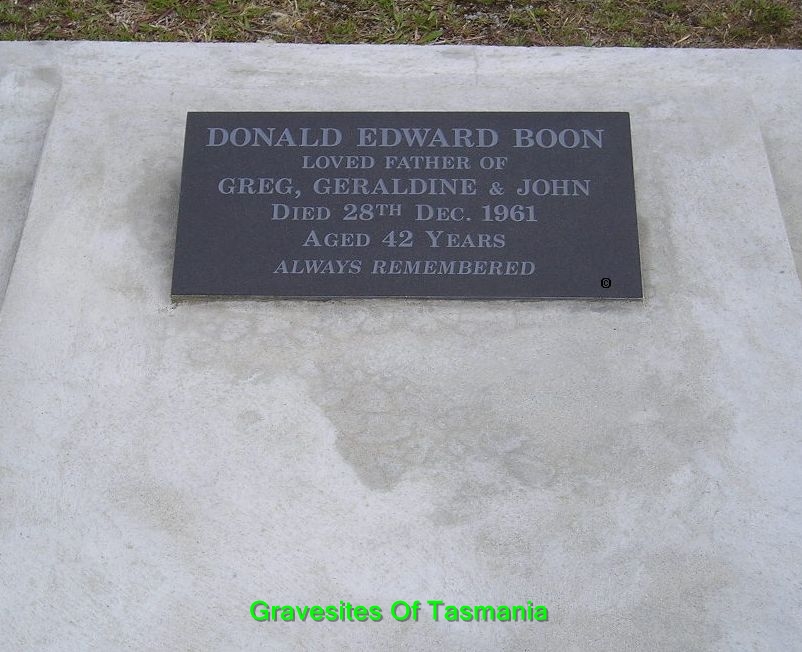 DONALD EDWARD BOON
LOVED FATHER OF
GREG, GERALDINE & JOHN
DIED 28TH DEC. 1961
AGED 42 YEARS
ALWAYS REMEMBERED
Gravesites Of Tasmania